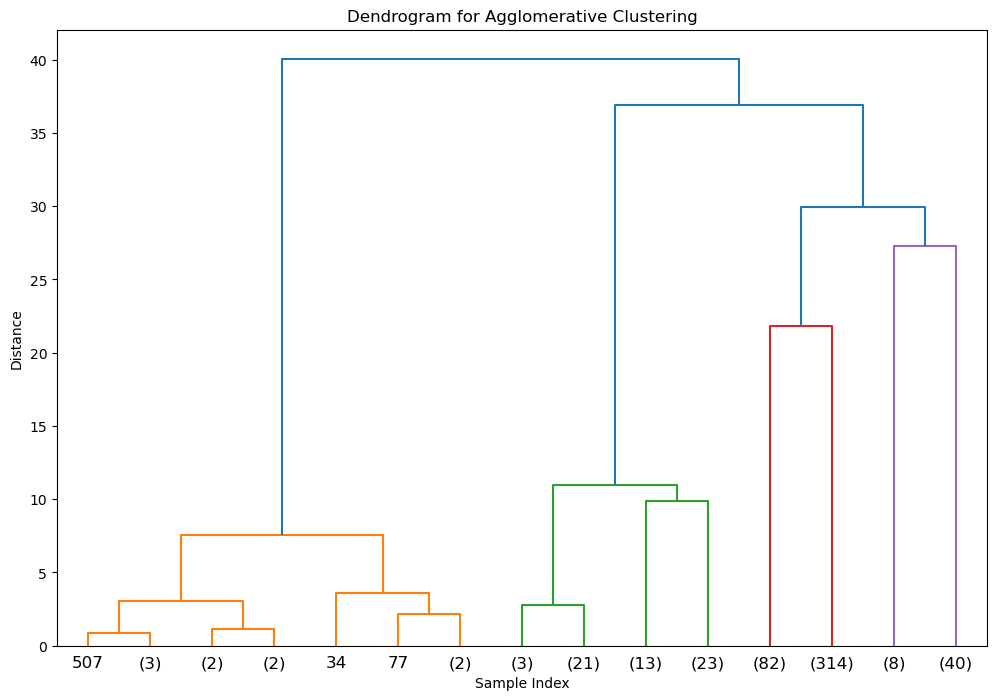 Dendrogram for Agglomerative Clustering
40
35
30
25
20
15
10
5
0
Distance
507 (3) (2) (2) 34 77 (2) (3) (21) (13) (23) (82) (314) (8) (40)
Sample Index